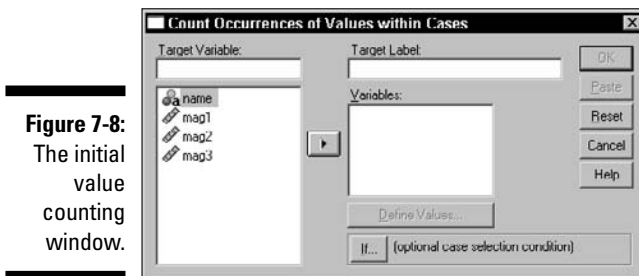 Count Occurrences of Values within Cases
Target Variable:
Target Label:
OK
name
mag1
mag2
mag3
Variables:
Paste
Reset
Cancel
Help
Define Values...
If... (optional case selection condition)
Figure 7-8:
The initial
value
counting
window.